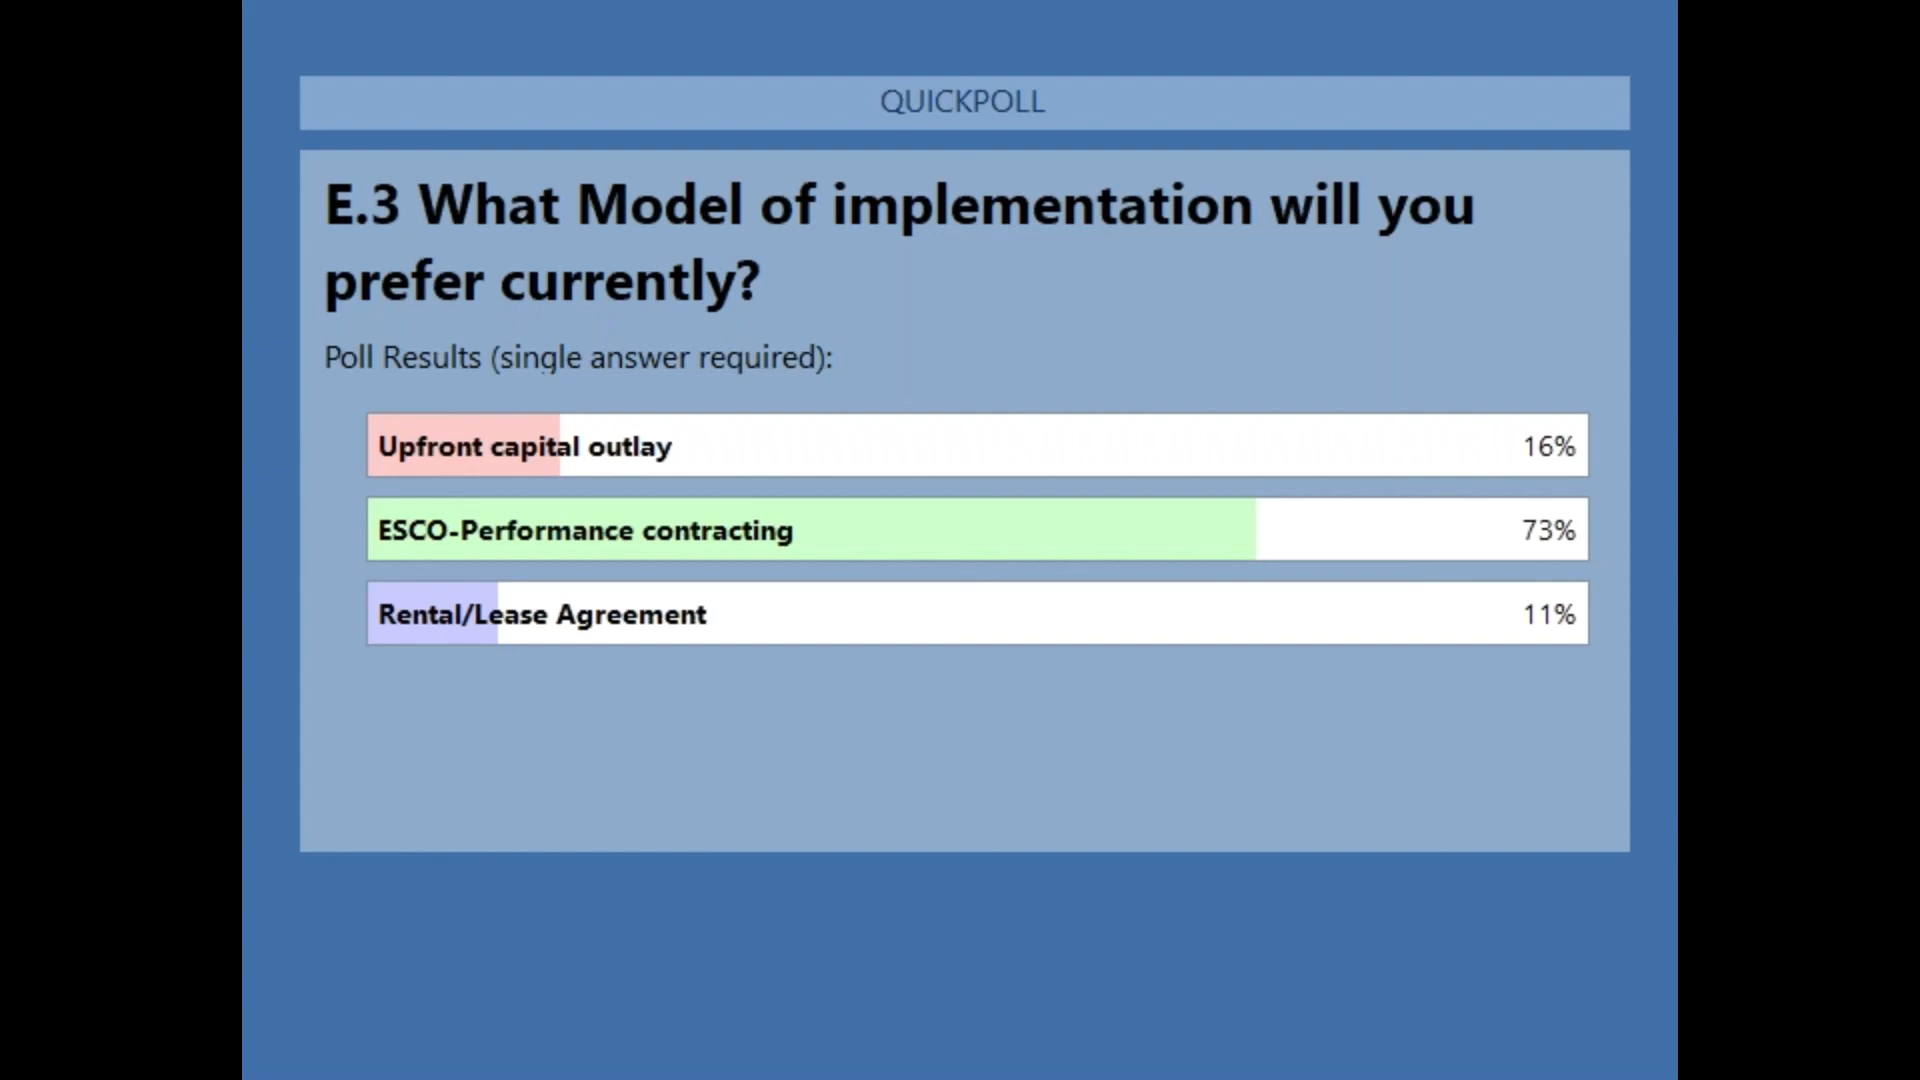 QUICKPOLL
E.3 What Model of implementation will you
prefer currently?
Poll Results (single answer required):
Upfront capital outlay 16%
ESCO-Performance contracting 73%
Rental/Lease Agreement 11%